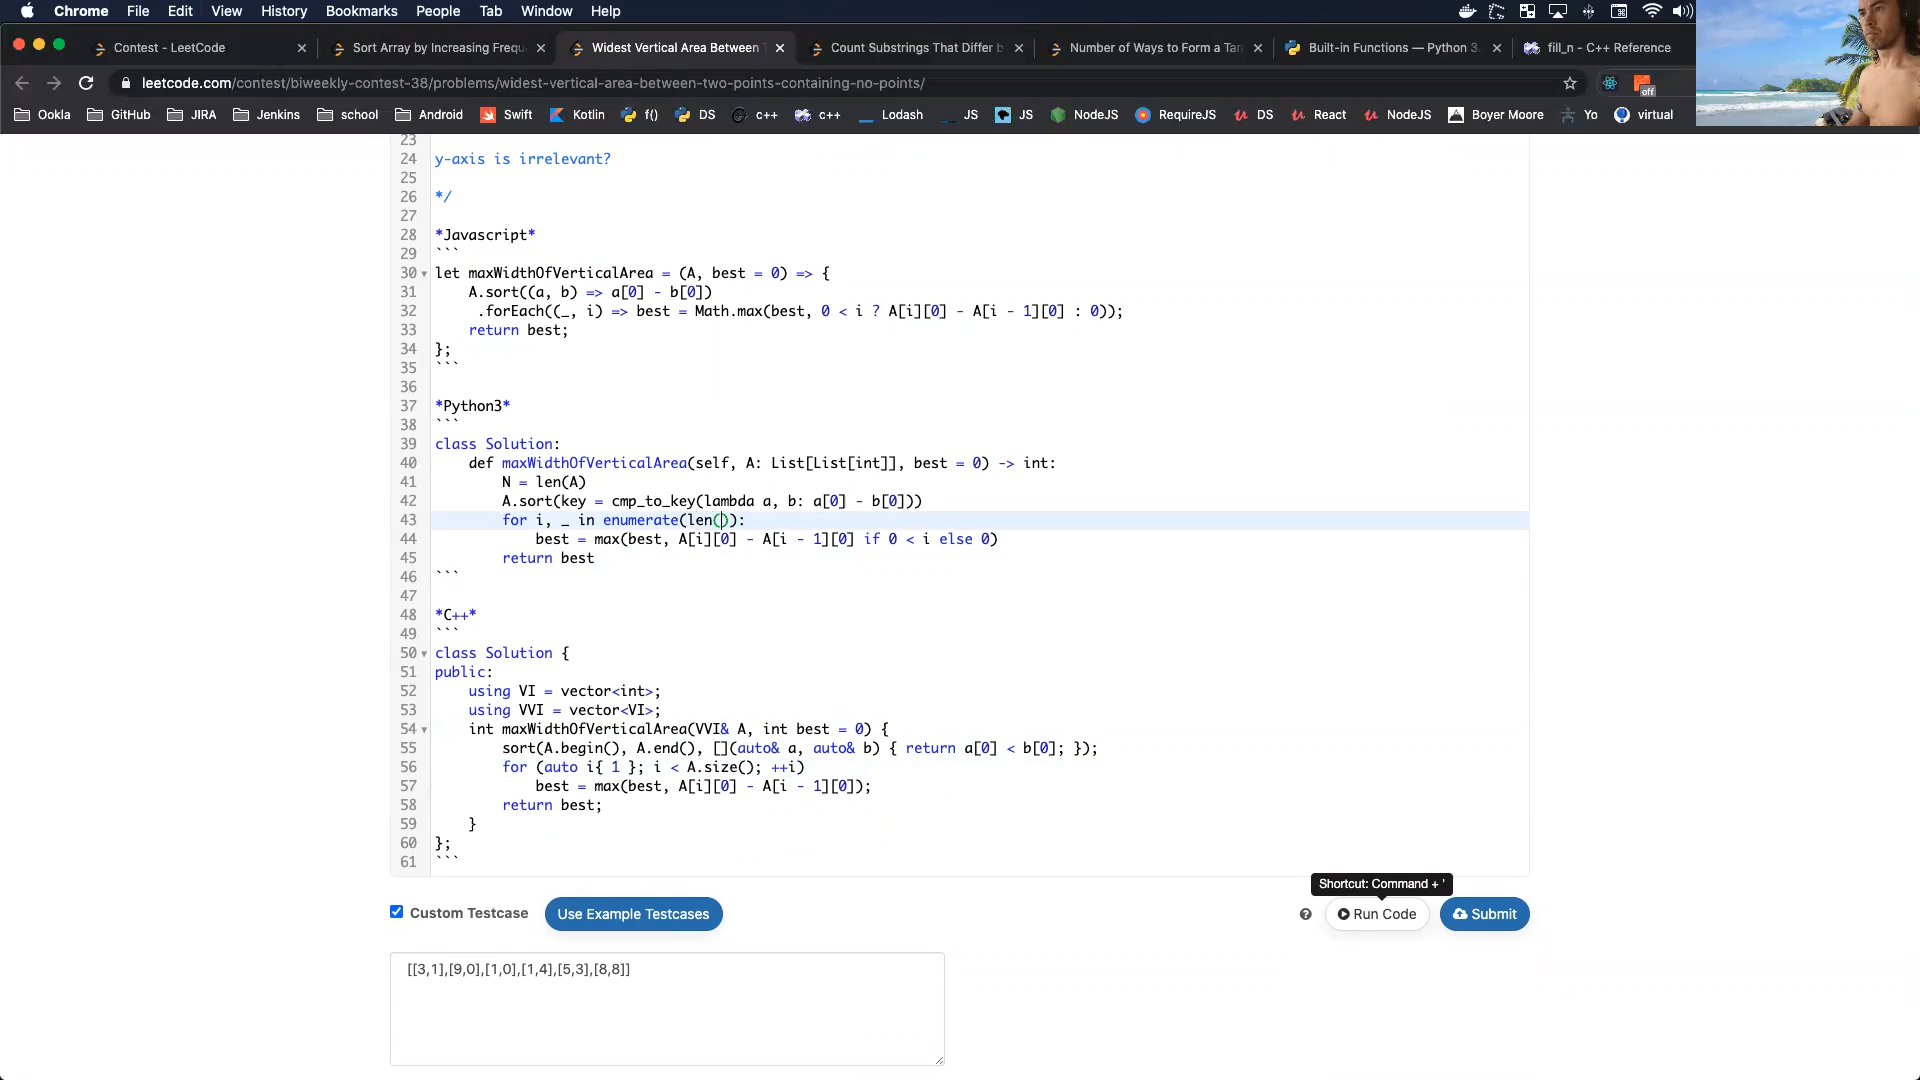 Chrome File Edit View History Bookmarks People Tab Window Help
Contest - LeetCode
Sort Array by Increasing Frequ
Widest Vertical Area Between T
Count Substrings That Differ b
Number of Ways to Form a Tar
Built-in Functions — Python 3.
fill_n - C++ Reference
leetcode.com/contest/biweekly-contest-38/problems/widest-vertical-area-between-two-points-containing-no-points/
off
Ookla GitHub JIRA Jenkins school Android Swift Kotlin f() DS c++ c++ Lodash JS JS NodeJS RequireJS DS React NodeJS Boyer Moore Yo virtual
23
24 y-axis is irrelevant?
25
26 */
27
28 *Javascript*
29 ```
30 let maxWidthOfVerticalArea = (A, best = 0) => {
31 A.sort((a, b) => a[0] - b[0])
32 .forEach((_, i) => best = Math.max(best, 0 < i ? A[i][0] - A[i - 1][0] : 0));
33 return best;
34 };
35 ```
36
37 *Python3*
38 ```
39 class Solution:
40 def maxWidthOfVerticalArea(self, A: List[List[int]], best = 0) -> int:
41 N = len(A)
42 A.sort(key = cmp_to_key(lambda a, b: a[0] - b[0]))
43 for i, _ in enumerate(len()):
44 best = max(best, A[i][0] - A[i - 1][0] if 0 < i else 0)
45 return best
46 ```
47
48 *C++*
49 ```
50 class Solution {
51 public:
52 using VI = vector<int>;
53 using VVI = vector<VI>;
54 int maxWidthOfVerticalArea(VVI& A, int best = 0) {
55 sort(A.begin(), A.end(), [](auto& a, auto& b) { return a[0] < b[0]; });
56 for (auto i{ 1 }; i < A.size(); ++i)
57 best = max(best, A[i][0] - A[i - 1][0]);
58 return best;
59 }
60 };
61 ```
Shortcut: Command + '
Custom Testcase Use Example Testcases ? Run Code Submit
[[3,1],[9,0],[1,0],[1,4],[5,3],[8,8]]